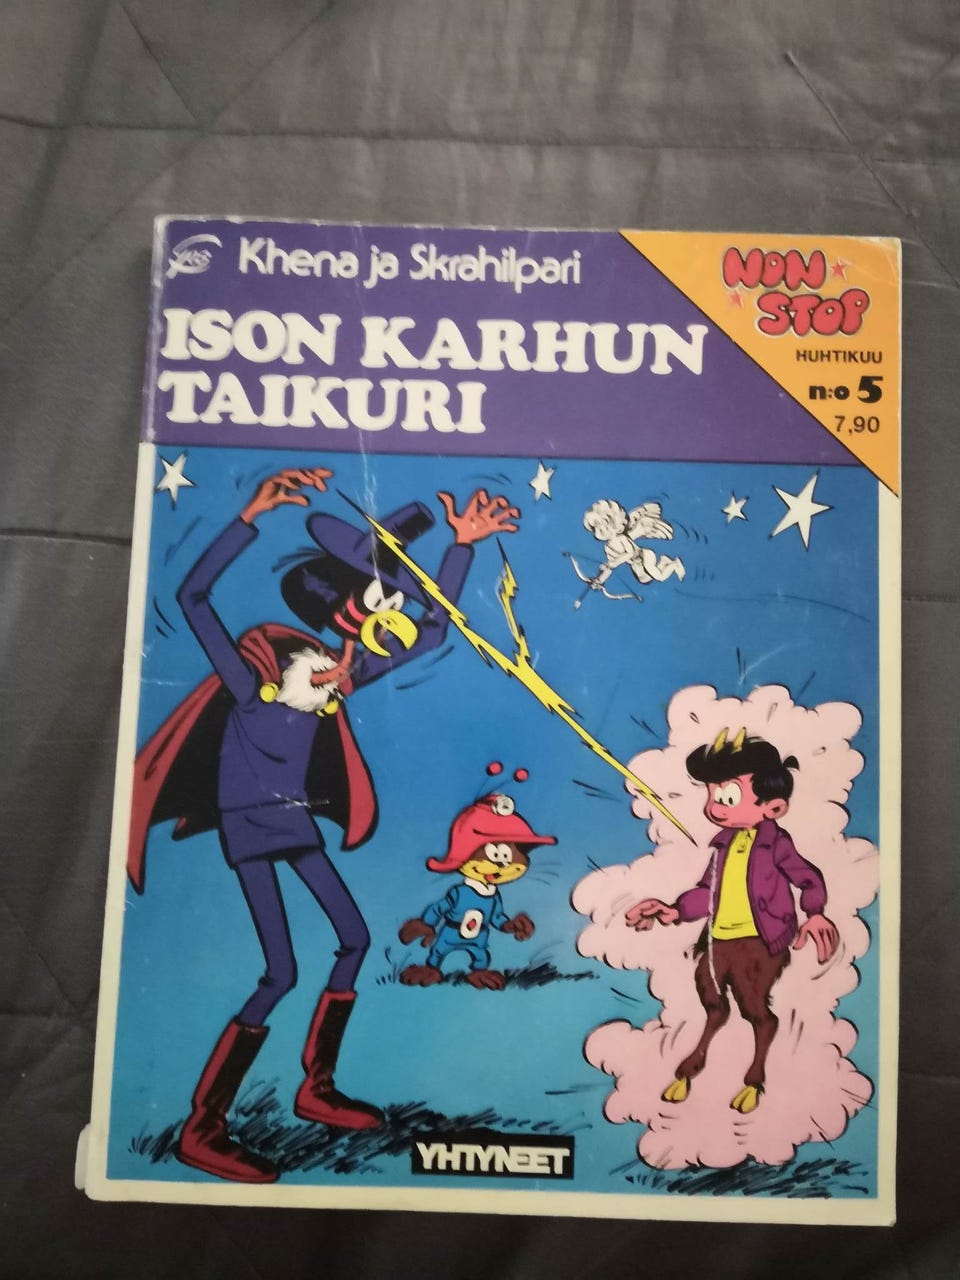 Khena ja Skrahilpari
ISON KARHUN
TAIKURI
NON
STOP
HUHTIKUU
n:o 5
7,90
YHTYNEET